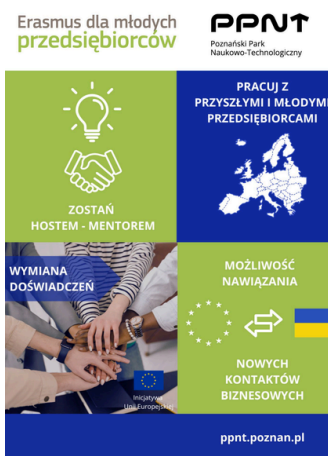 Erasmus dla młodych
przedsiębiorców
PPNT
Poznański Park
Naukowo-Technologiczny
ZOSTAŃ
HOSTEM - MENTOREM
PRACUJ Z
PRZYSZŁYMI I MŁODYMI
PRZEDSIĘBIORCAMI
WYMIANA
DOŚWIADCZEŃ
Inicjatywa
Unii Europejskiej
MOŻLIWOŚĆ
NAWIĄZANIA
NOWYCH
KONTAKTÓW
BIZNESOWYCH
ppnt.poznan.pl